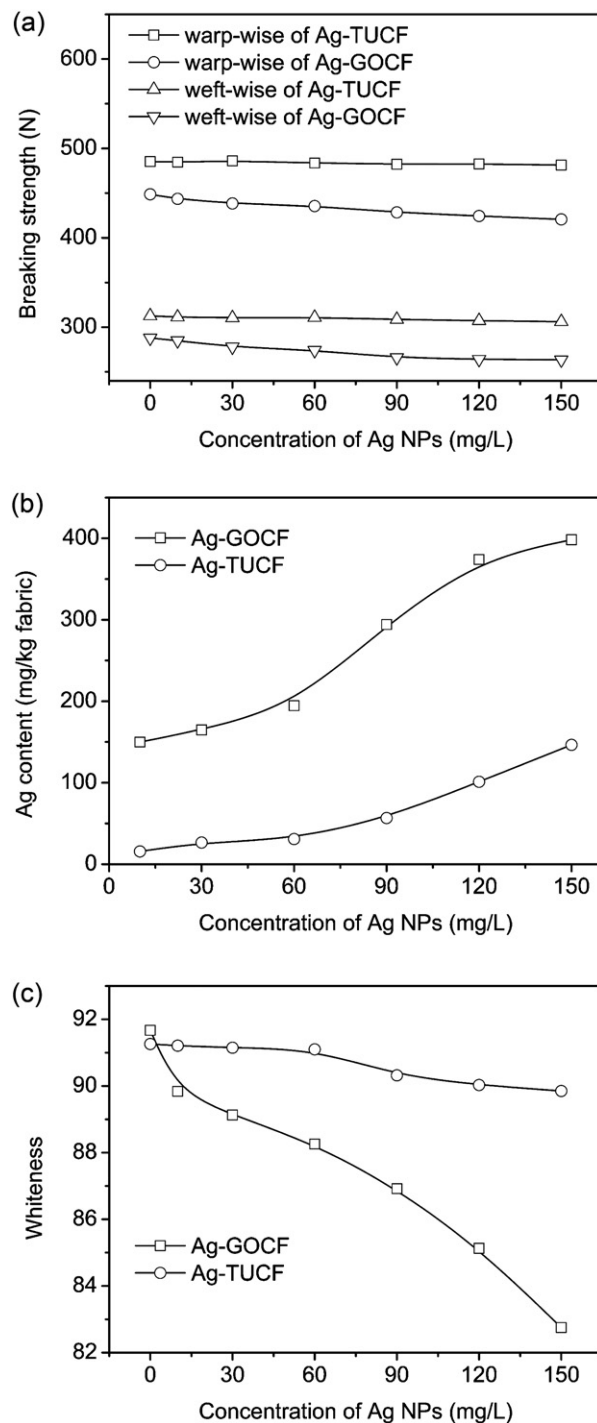 (a)
warp-wise of Ag-TUCF
warp-wise of Ag-GOCF
weft-wise of Ag-TUCF
weft-wise of Ag-GOCF
Breaking strength (N)
600
500
400
300
0 30 60 90 120 150
Concentration of Ag NPs (mg/L)
(b)
Ag-GOCF
Ag-TUCF
Ag content (mg/kg fabric)
400
300
200
100
0
0 30 60 90 120 150
Concentration of Ag NPs (mg/L)
(c)
Whiteness
92
90
88
86
84
82
Ag-GOCF
Ag-TUCF
0 30 60 90 120 150
Concentration of Ag NPs (mg/L)